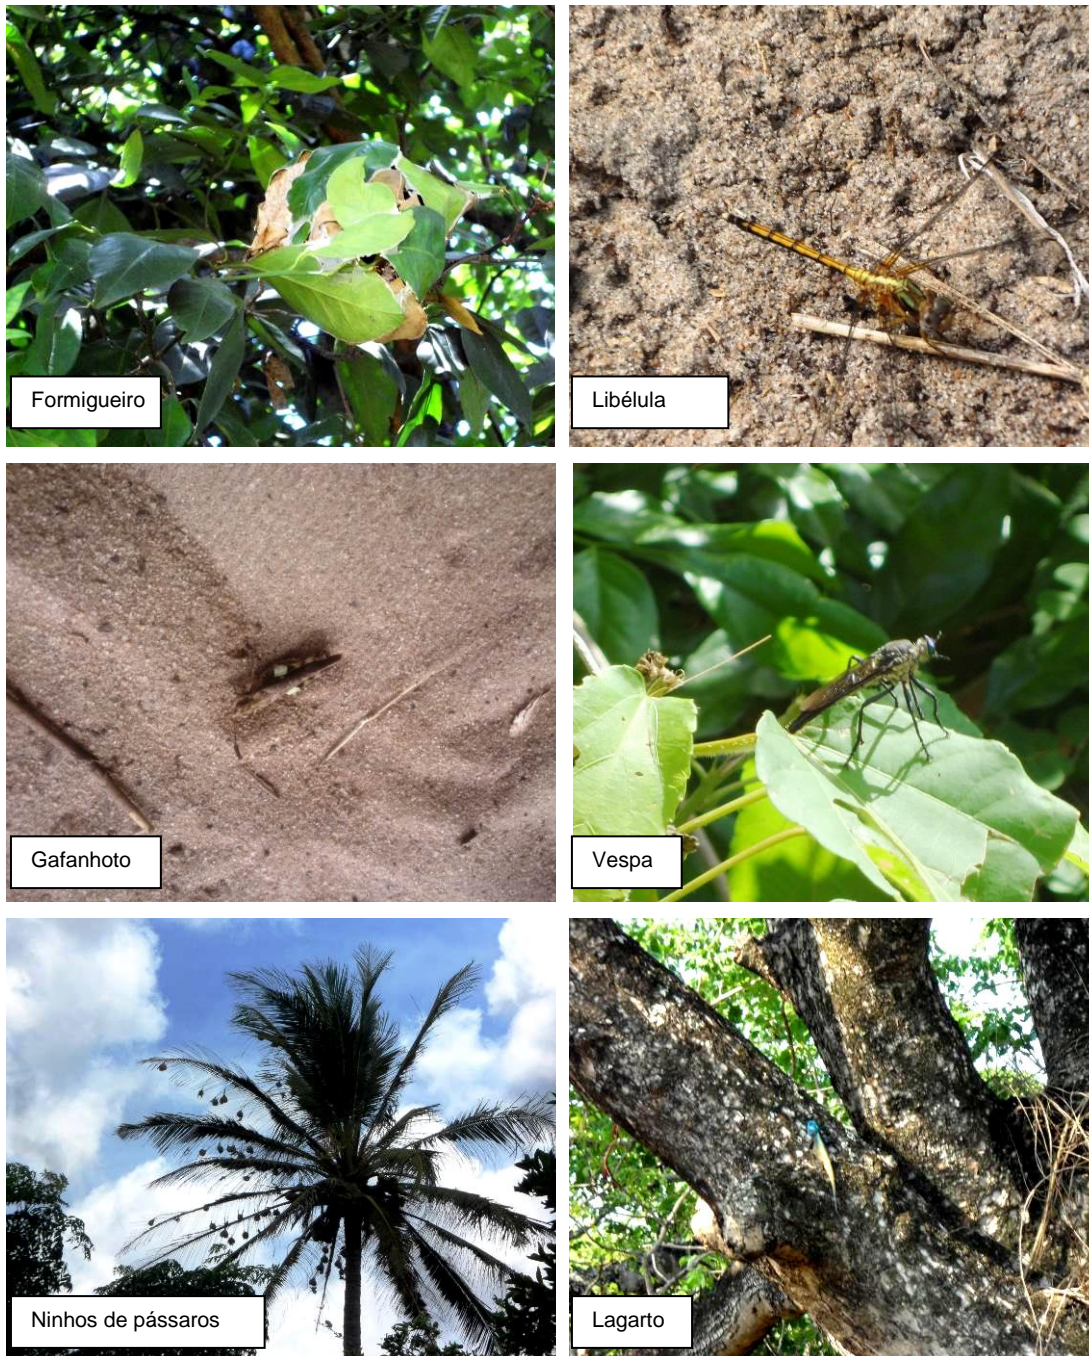 Formigueiro
Libélula
Gafanhoto
Vespa
Ninhos de pássaros
Lagarto